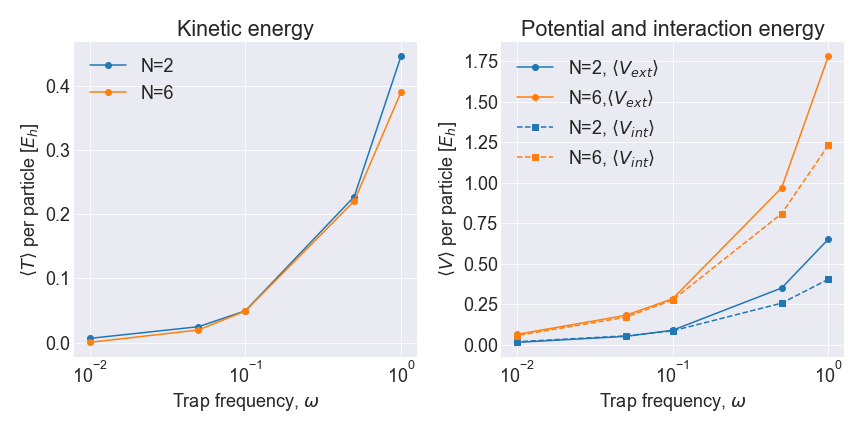 Kinetic energy
N=2
N=6
⟨T⟩ per particle [E_h]
0.4
0.3
0.2
0.1
0.0
10^−2
10^−1
10^0
Trap frequency, ω
Potential and interaction energy
N=2, ⟨V_ext⟩
N=6,⟨V_ext⟩
N=2, ⟨V_int⟩
N=6, ⟨V_int⟩
⟨V⟩ per particle [E_h]
1.75
1.50
1.25
1.00
0.75
0.50
0.25
0.00
10^−2
10^−1
10^0
Trap frequency, ω